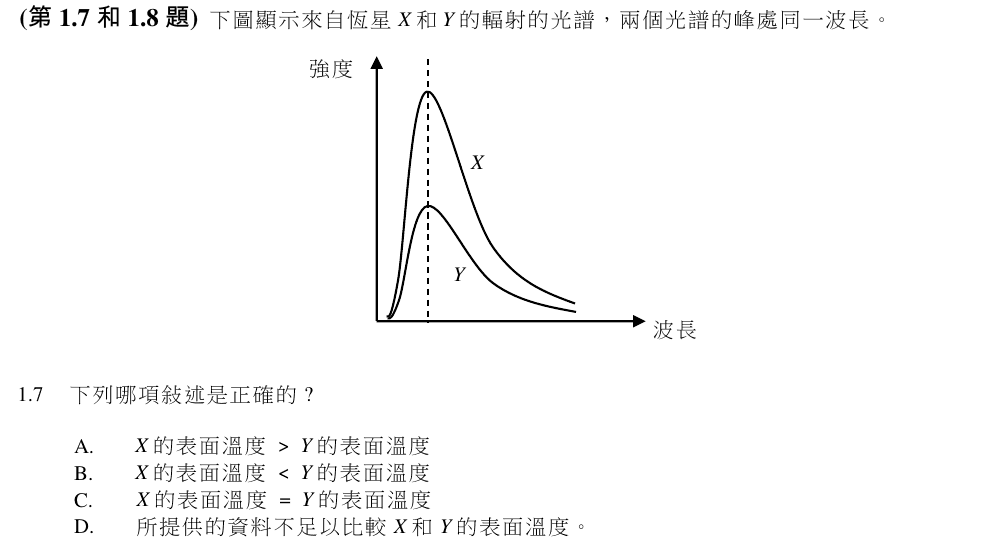 (第 1.7 和 1.8 題) 下圖顯示來自恆星 X 和 Y 的輻射的光譜，兩個光譜的峰處同一波長。
強度
X
Y
波長
1.7 下列哪項敍述是正確的？
A. X 的表面溫度 > Y 的表面溫度
B. X 的表面溫度 < Y 的表面溫度
C. X 的表面溫度 = Y 的表面溫度
D. 所提供的資料不足以比較 X 和 Y 的表面溫度。